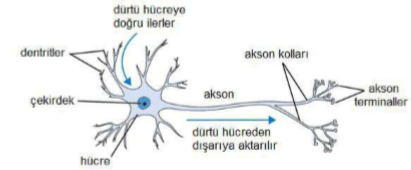 dürtü hücreye
doğru ilerler
dentritler
akson kolları
akson
akson
terminaller
çekirdek
dürtü hücreden
dışarıya aktarılır
hücre